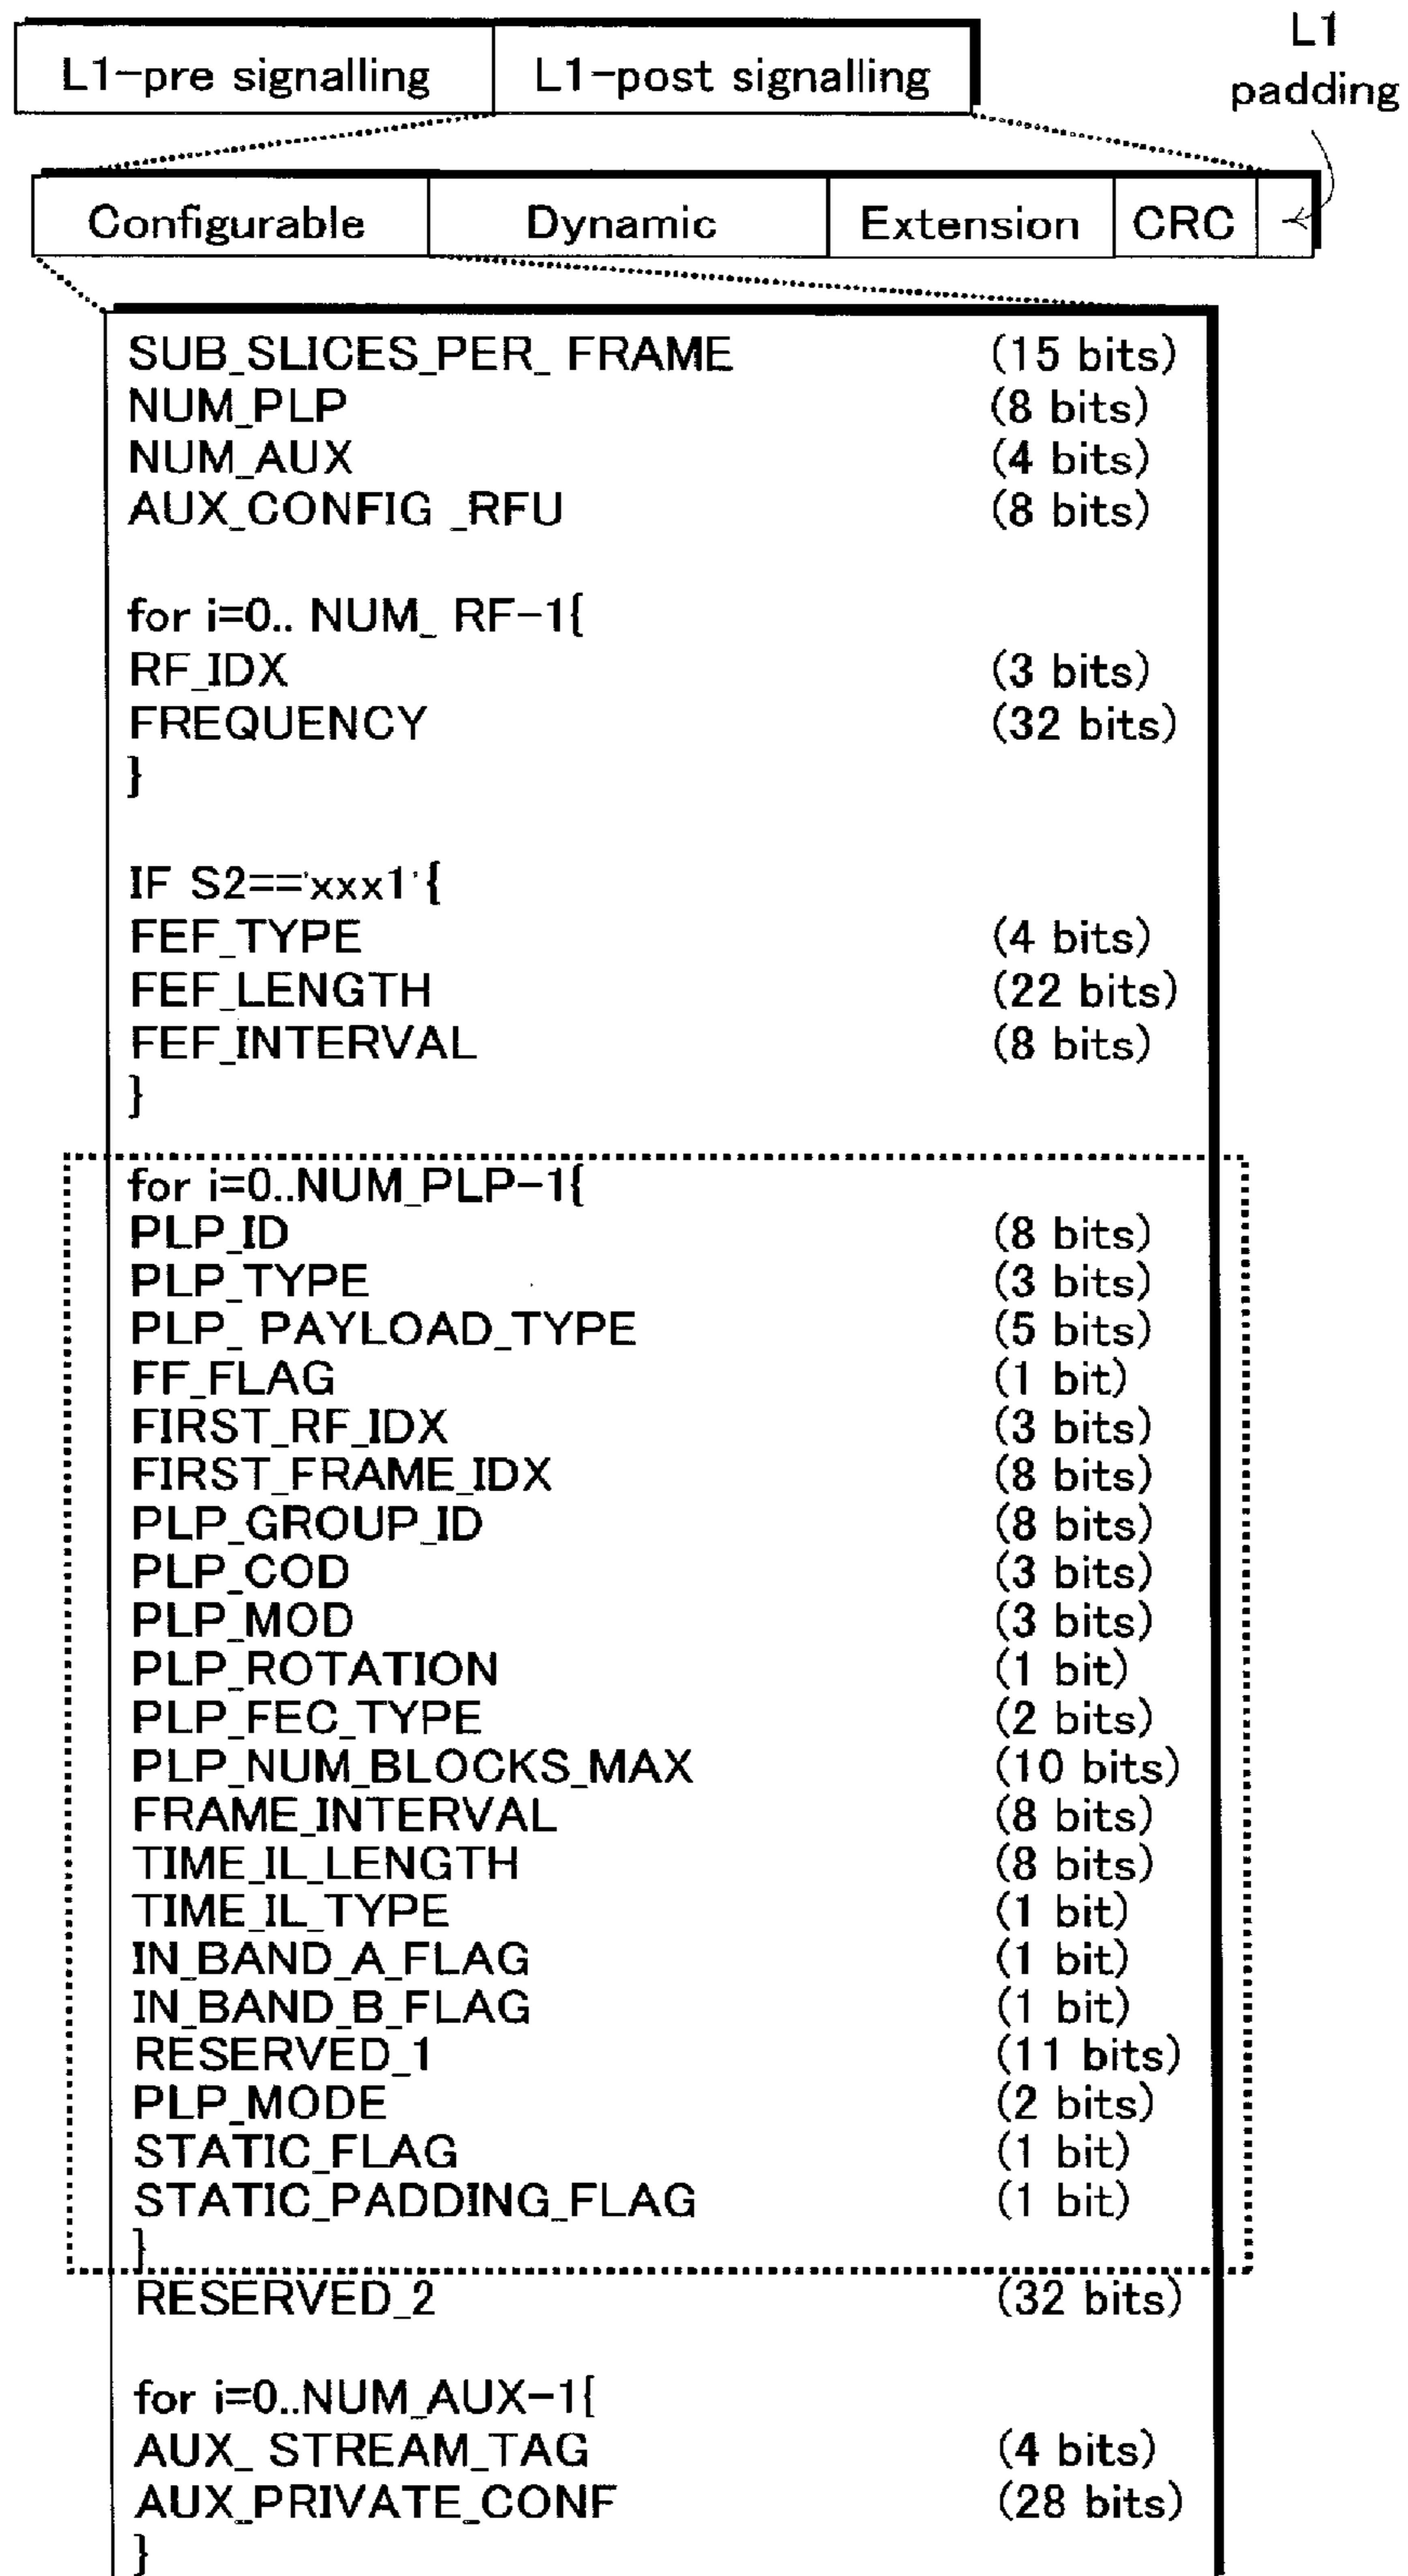 L1-pre signalling L1-post signalling
L1
padding
Configurable Dynamic Extension CRC
SUB_SLICES_PER_ FRAME (15 bits)
NUM_PLP (8 bits)
NUM_AUX (4 bits)
AUX_CONFIG _RFU (8 bits)
for i=0.. NUM_ RF-1{
RF_IDX (3 bits)
FREQUENCY (32 bits)
}
IF S2=='xxx1'{
FEF_TYPE (4 bits)
FEF_LENGTH (22 bits)
FEF_INTERVAL (8 bits)
}
for i=0..NUM_PLP-1{
PLP_ID (8 bits)
PLP_TYPE (3 bits)
PLP_ PAYLOAD_TYPE (5 bits)
FF_FLAG (1 bit)
FIRST_RF_IDX (3 bits)
FIRST_FRAME_IDX (8 bits)
PLP_GROUP_ID (8 bits)
PLP_COD (3 bits)
PLP_MOD (3 bits)
PLP_ROTATION (1 bit)
PLP_FEC_TYPE (2 bits)
PLP_NUM_BLOCKS_MAX (10 bits)
FRAME_INTERVAL (8 bits)
TIME_IL_LENGTH (8 bits)
TIME_IL_TYPE (1 bit)
IN_BAND_A_FLAG (1 bit)
IN_BAND_B_FLAG (1 bit)
RESERVED_1 (11 bits)
PLP_MODE (2 bits)
STATIC_FLAG (1 bit)
STATIC_PADDING_FLAG (1 bit)
}
RESERVED_2 (32 bits)
for i=0..NUM_AUX-1{
AUX_ STREAM_TAG (4 bits)
AUX_PRIVATE_CONF (28 bits)
}